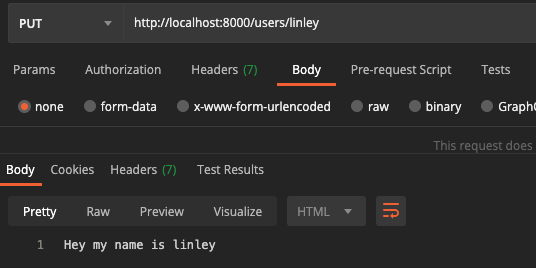 PUT http://localhost:8000/users/linley
Params Authorization Headers (7) Body Pre-request Script Tests
none form-data x-www-form-urlencoded raw binary Graph
This request does
Body Cookies Headers (7) Test Results
Pretty Raw Preview Visualize HTML
1 Hey my name is linley